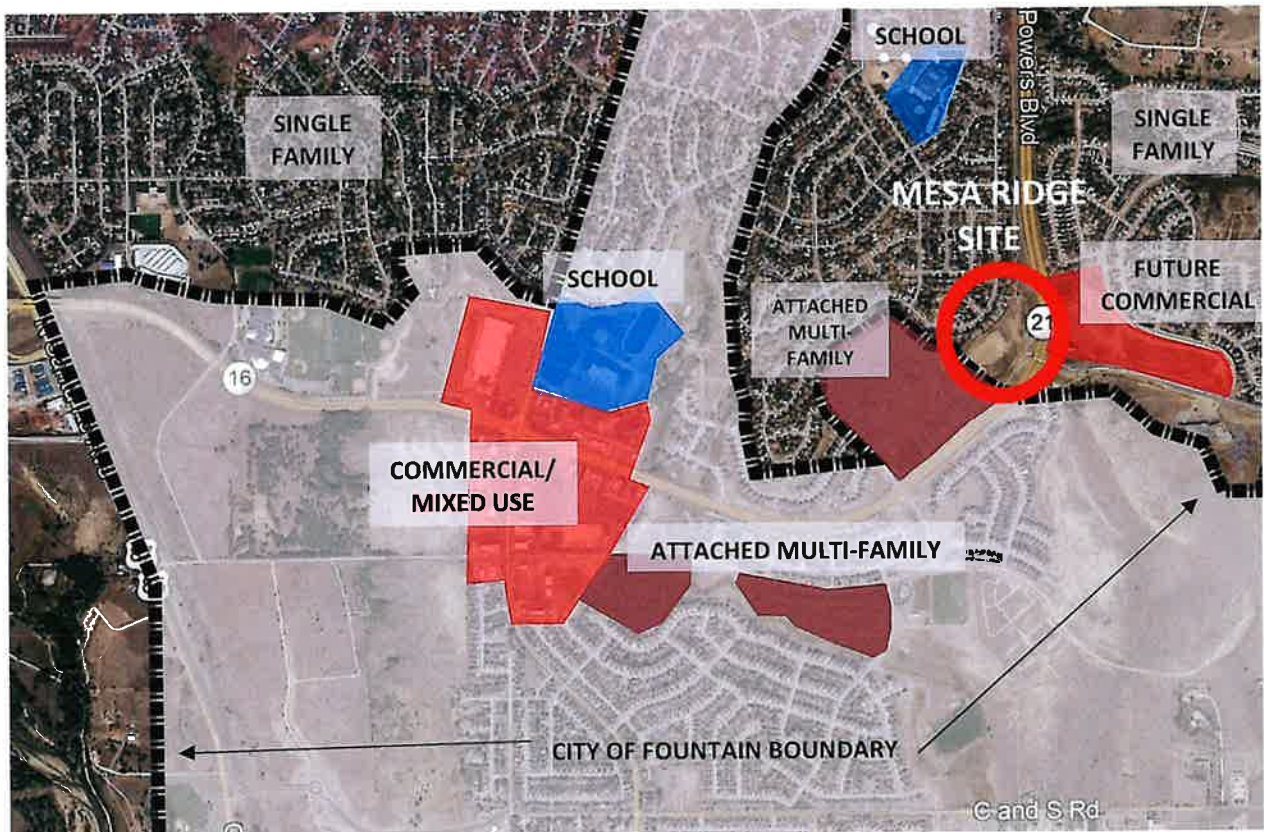 SCHOOL
Powers Blvd
SINGLE
FAMILY
SINGLE
FAMILY
MESA RIDGE
SITE
SCHOOL
FUTURE
COMMERCIAL
ATTACHED
MULTI-
FAMILY
21
16
COMMERCIAL/
MIXED USE
ATTACHED MULTI-FAMILY
CITY OF FOUNTAIN BOUNDARY
C and S Rd